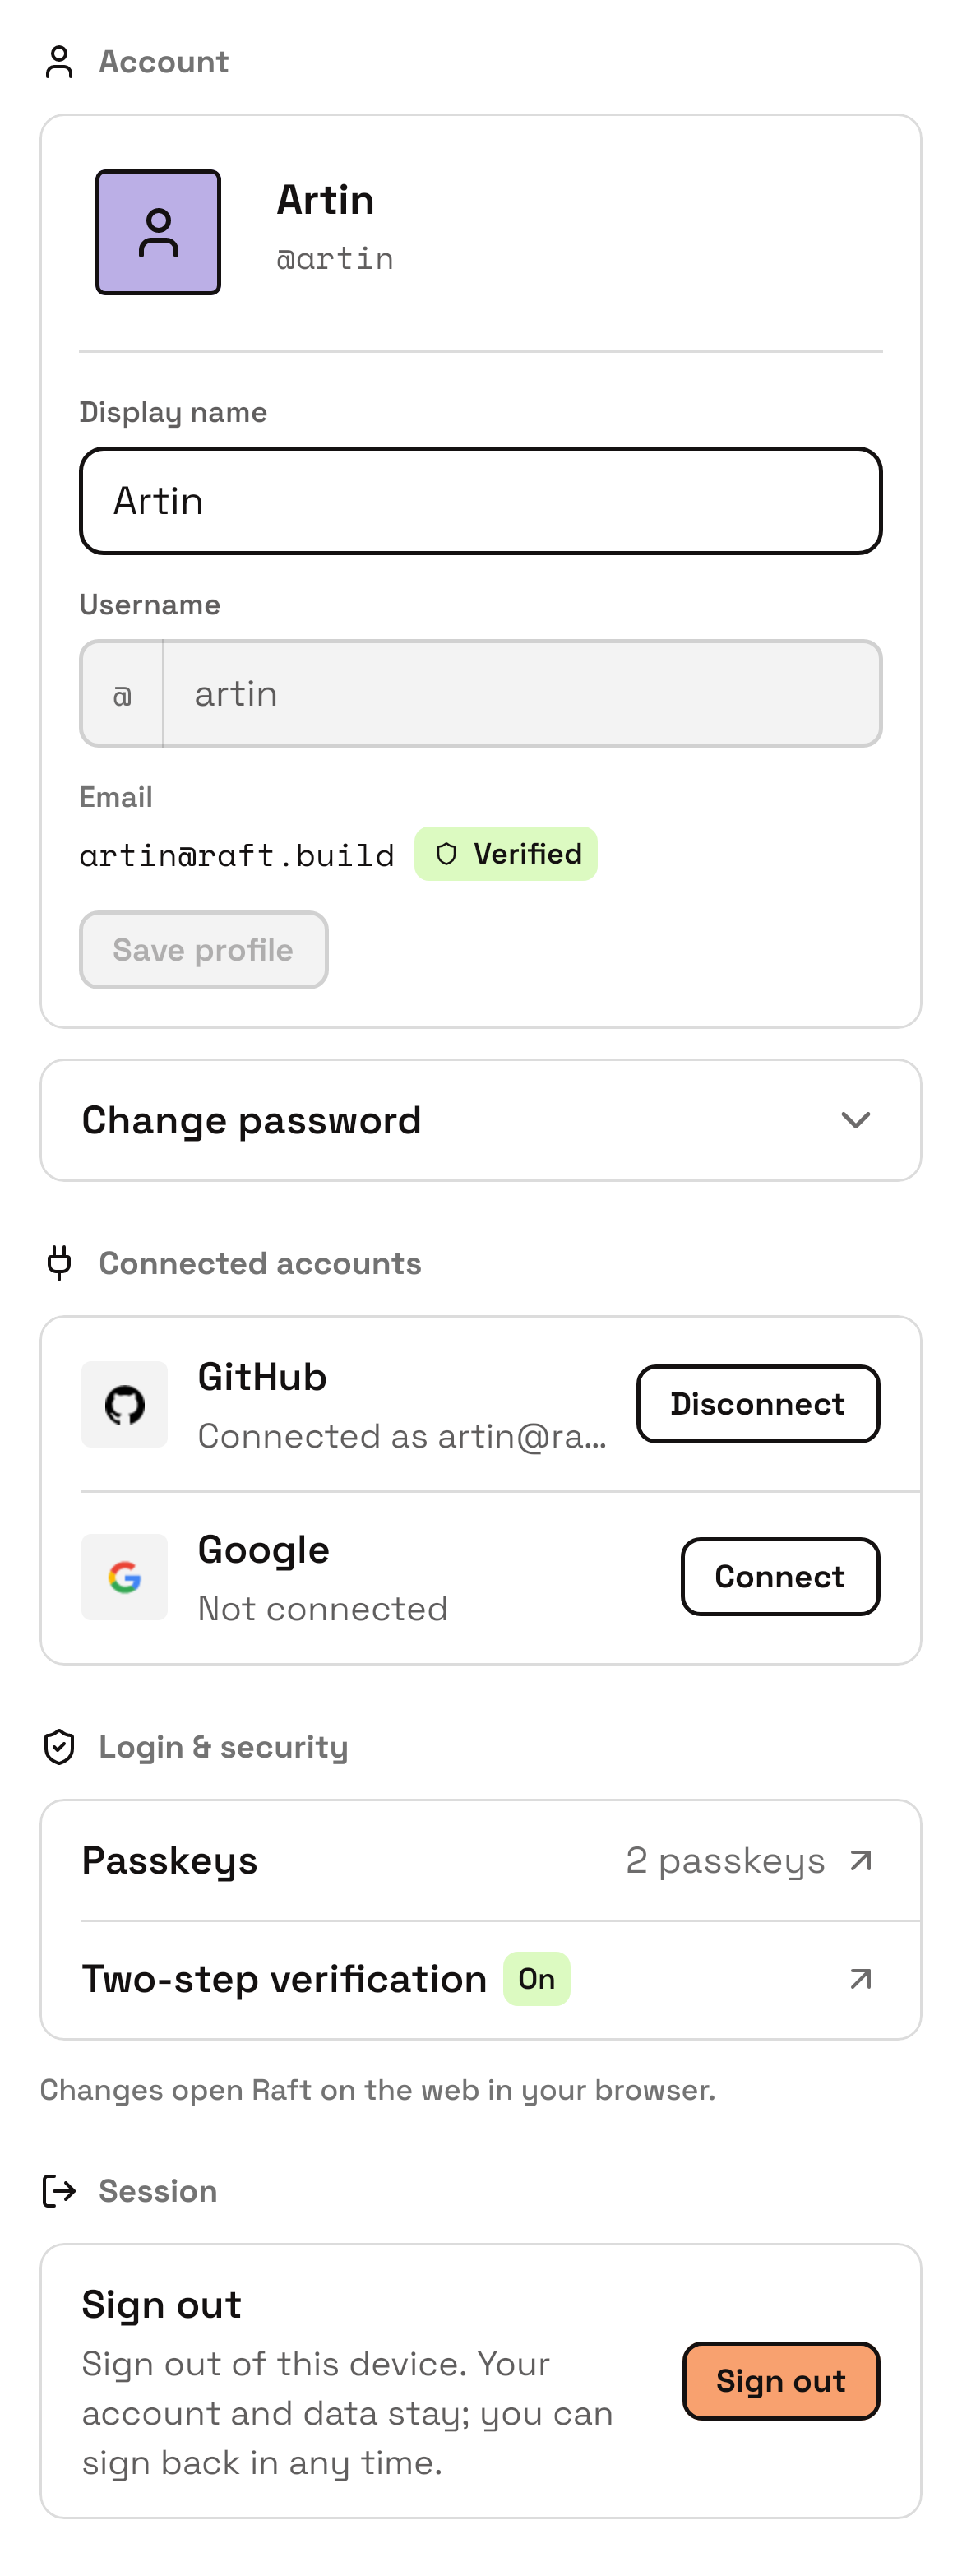 Account
Artin
@artin
Display name
Artin
Username
@ artin
Email
artin@raft.build Verified
Save profile
Change password
Connected accounts
GitHub
Connected as artin@ra...
Disconnect
Google
Not connected
Connect
Login & security
Passkeys 2 passkeys
Two-step verification On
Changes open Raft on the web in your browser.
Session
Sign out
Sign out of this device. Your
account and data stay; you can
sign back in any time.
Sign out